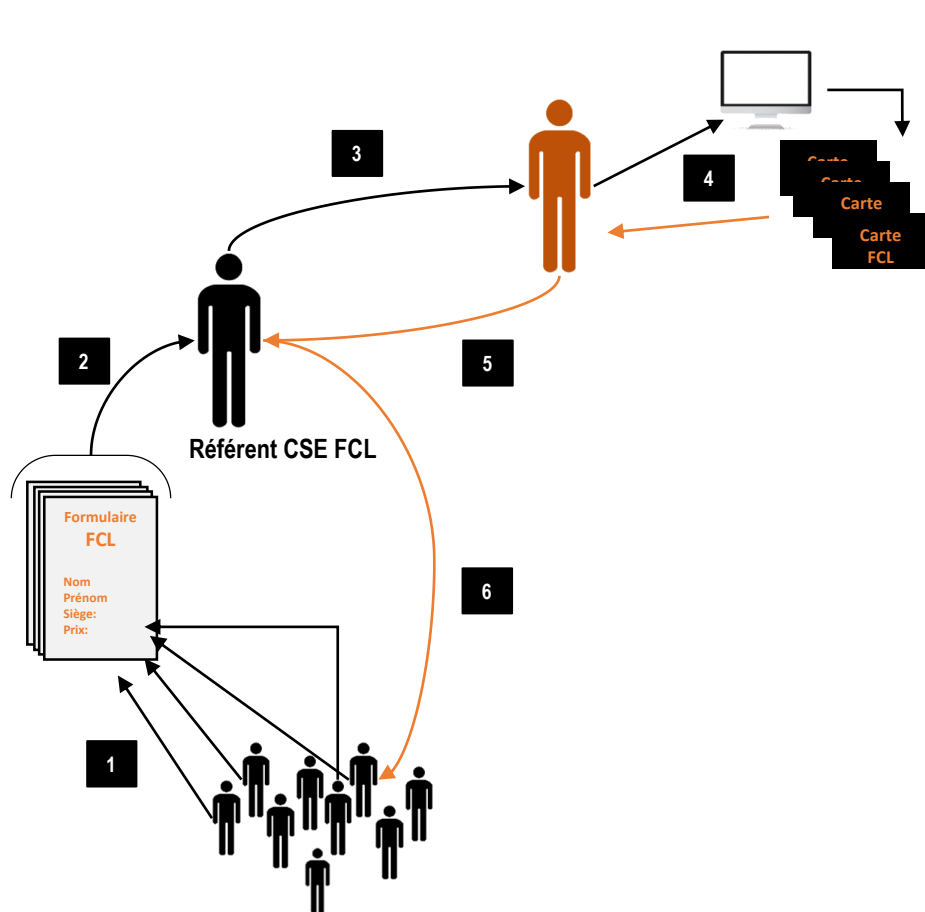 3
4
Carte
Carte
Carte
Carte
FCL
2
5
Référent CSE FCL
Formulaire
FCL
Nom
Prénom
Siège:
Prix:
6
1